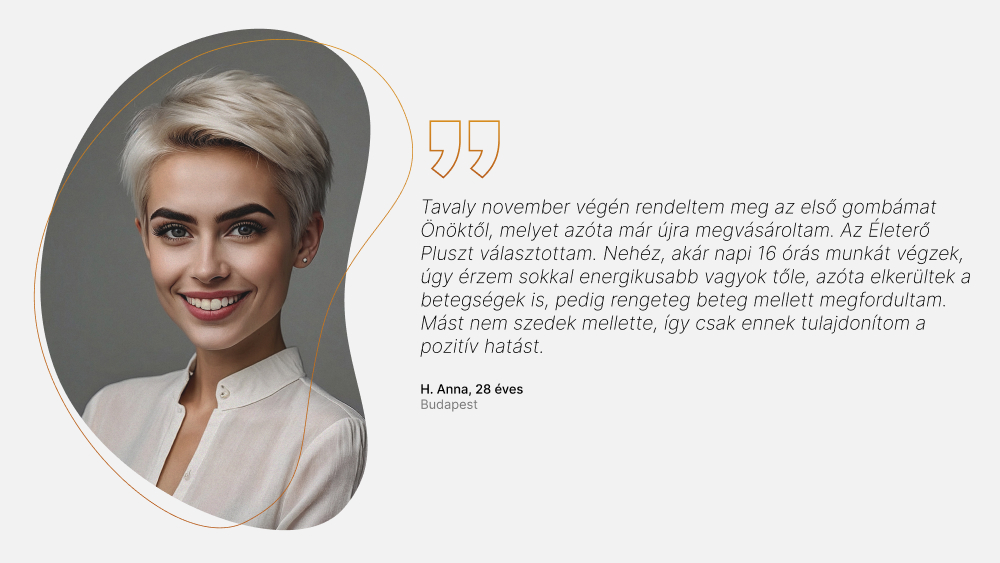 Tavaly november végén rendeltem meg az első gombámat
Önöktől, melyet azóta már újra megvásároltam. Az Életerő
Pluszt választottam. Nehéz, akár napi 16 órás munkát végzek,
úgy érzem sokkal energikusabb vagyok tőle, azóta elkerültek a
betegségek is, pedig rengeteg beteg mellett megfordultam.
Mást nem szedek mellette, így csak ennek tulajdonítom a
pozitív hatást.
H. Anna, 28 éves
Budapest